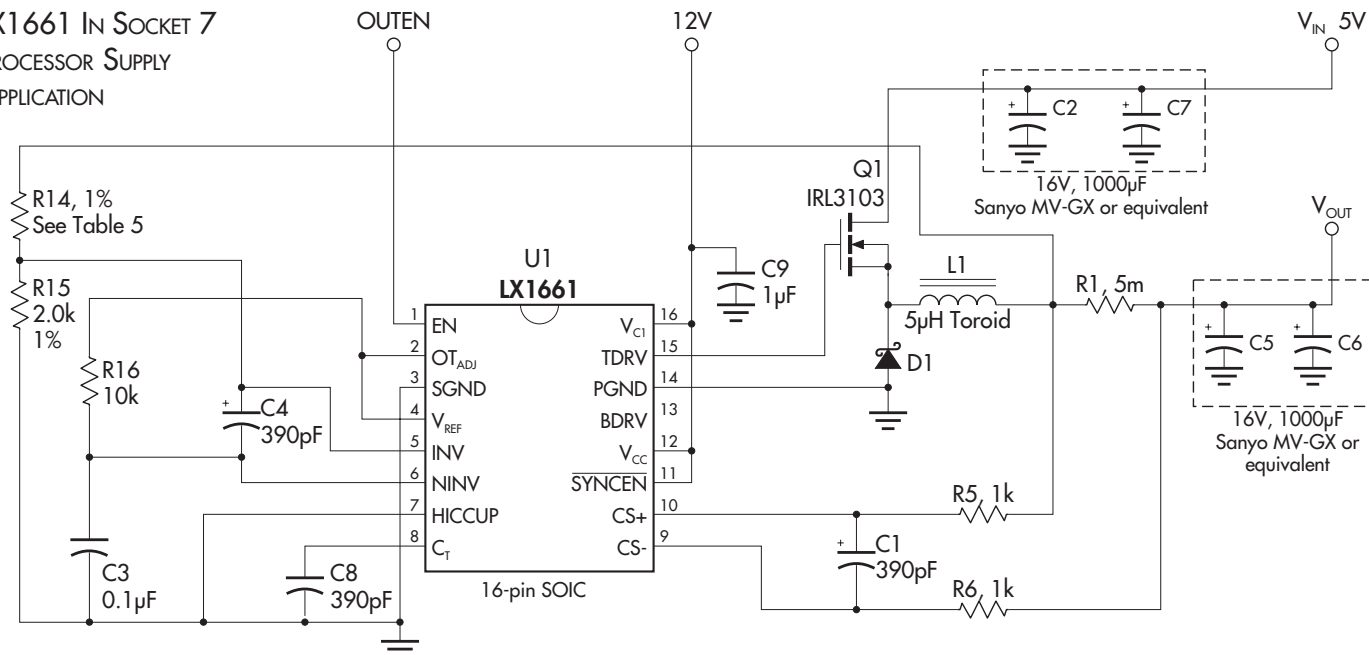 X1661 IN SOCKET 7
ROCESSOR SUPPLY
PPLICATION
OUTEN
12V
VIN 5V
R14, 1%
See Table 5
R15
2.0k
1%
R16
10k
C4
390pF
C3
0.1µF
C8
390pF
U1
LX1661
1 EN
2 OTADJ
3 SGND
4 VREF
5 INV
6 NINV
7 HICCUP
8 CT
16 VC1
15 TDRV
14 PGND
13 BDRV
12 VCC
11 SYNCEN
10 CS+
9 CS-
16-pin SOIC
+ C9
1µF
Q1
IRL3103
+ C2
+ C7
16V, 1000µF
Sanyo MV-GX or equivalent
L1
5µH Toroid
D1
R1, 5m
VOUT
+ C5
+ C6
16V, 1000µF
Sanyo MV-GX or
equivalent
R5, 1k
+ C1
390pF
R6, 1k